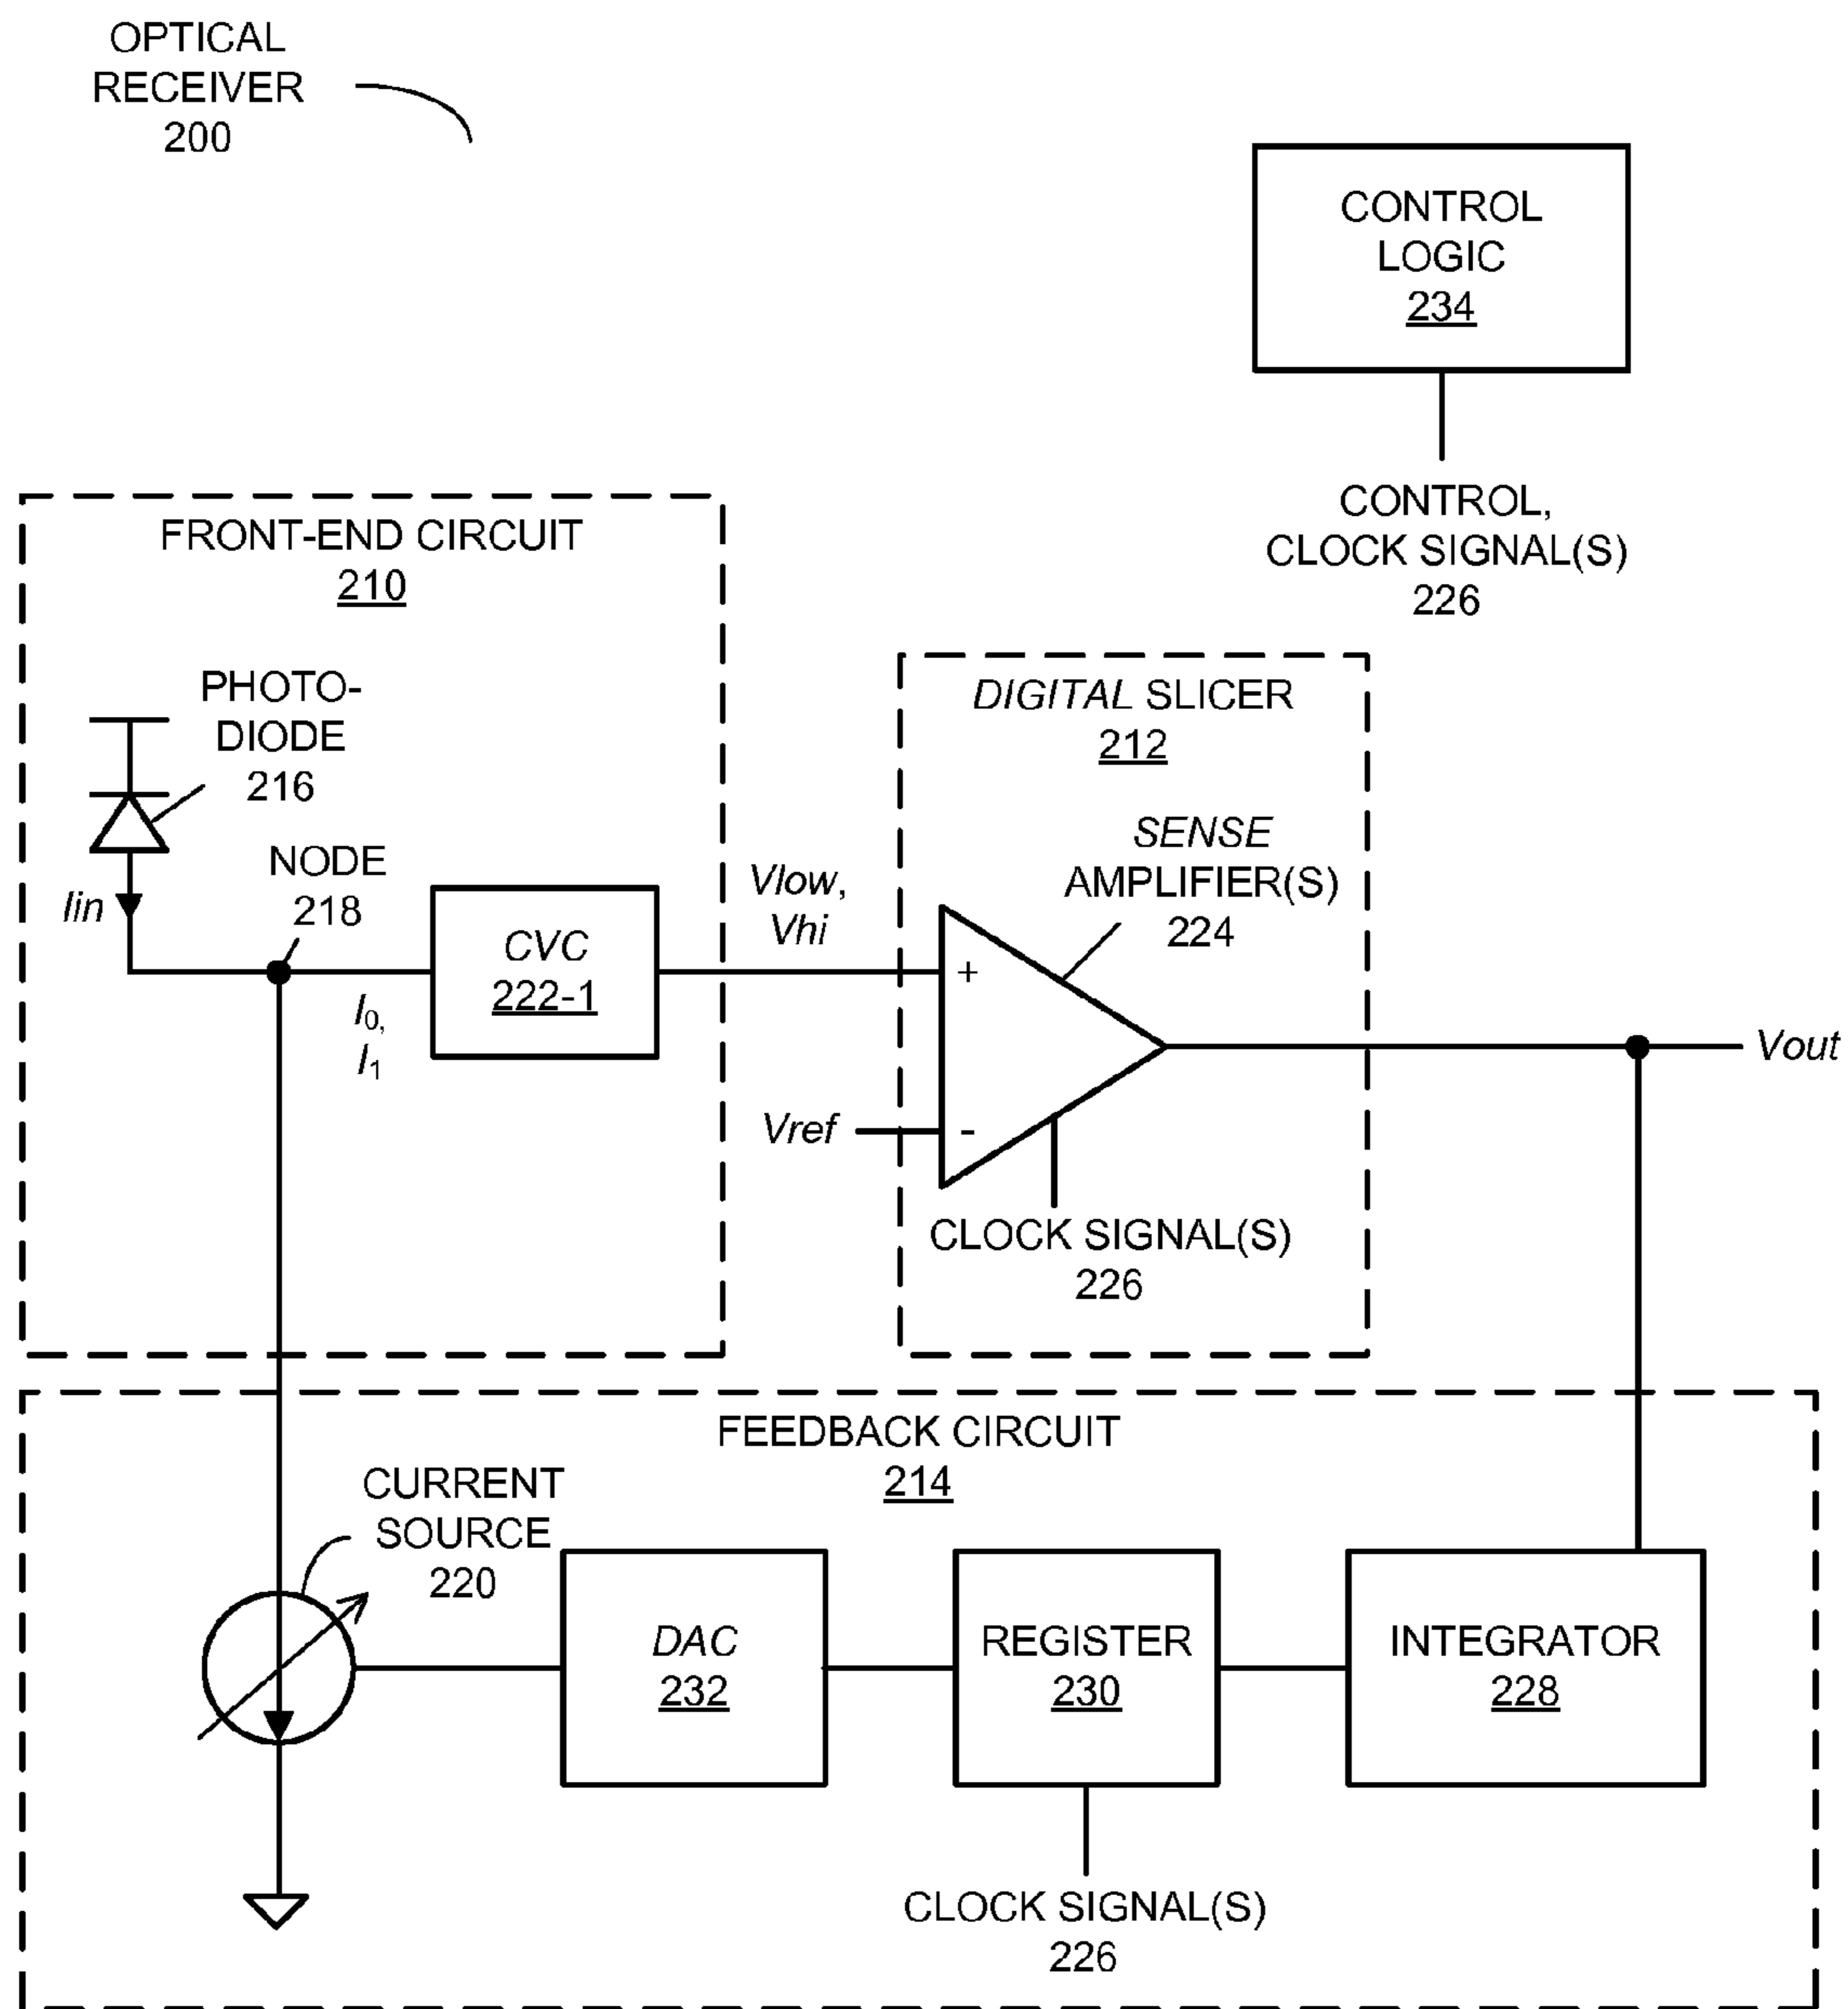 OPTICAL
RECEIVER
200
CONTROL
LOGIC
234
CONTROL,
CLOCK SIGNAL(S)
226
FRONT-END CIRCUIT
210
PHOTO-
DIODE
216
Iin
NODE
218
I0,
I1
CVC
222-1
Vlow,
Vhi
DIGITAL SLICER
212
SENSE
AMPLIFIER(S)
224
+
-
Vref
CLOCK SIGNAL(S)
226
Vout
FEEDBACK CIRCUIT
214
CURRENT
SOURCE
220
DAC
232
REGISTER
230
INTEGRATOR
228
CLOCK SIGNAL(S)
226